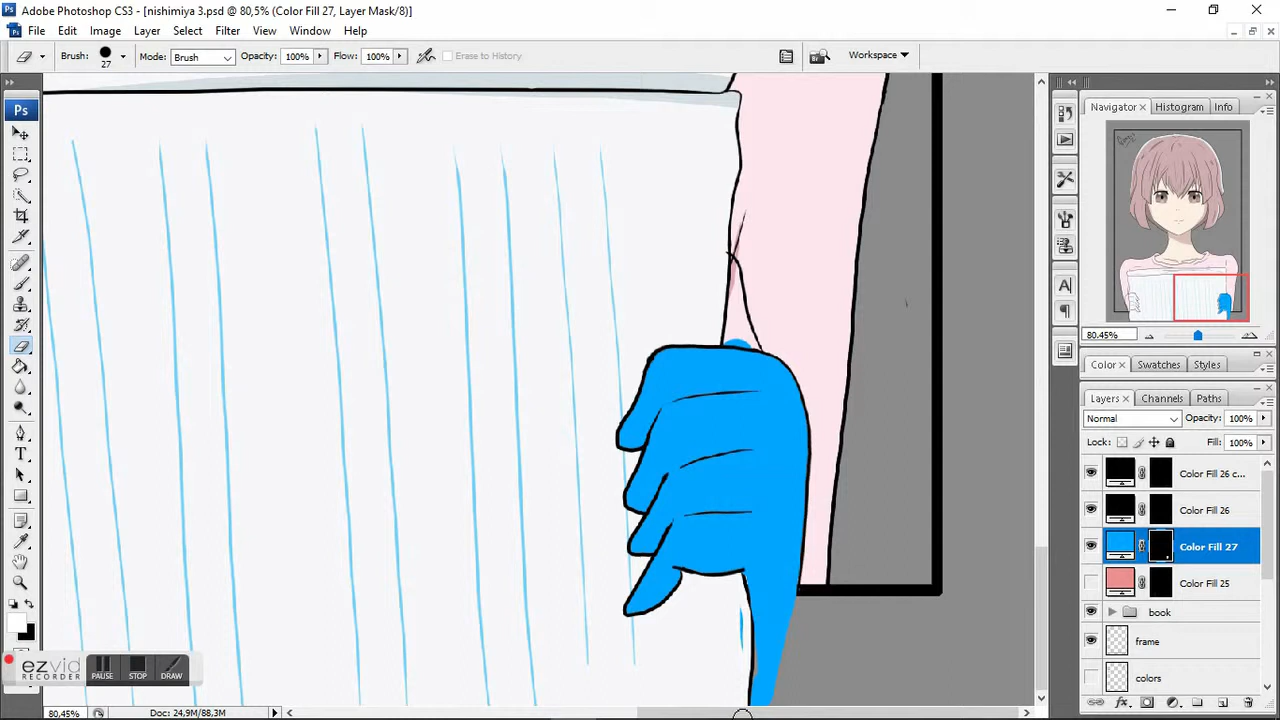 Adobe Photoshop CS3 - [nishimiya 3.psd @ 80,5% (Color Fill 27, Layer Mask/8)]
File Edit Image Layer Select Filter View Window Help
Brush: 27 Mode: Brush Opacity: 100% Flow: 100% Erase to History Workspace
Ps
Navigator Histogram Info
80.45%
Color Swatches Styles
Layers Channels Paths
Normal Opacity: 100%
Lock: Fill: 100%
Color Fill 26 c...
Color Fill 26
Color Fill 27
Color Fill 25
book
frame
colors
ezvid
RECORDER
PAUSE STOP DRAW
80,45% Doc: 24,9M/88,3M